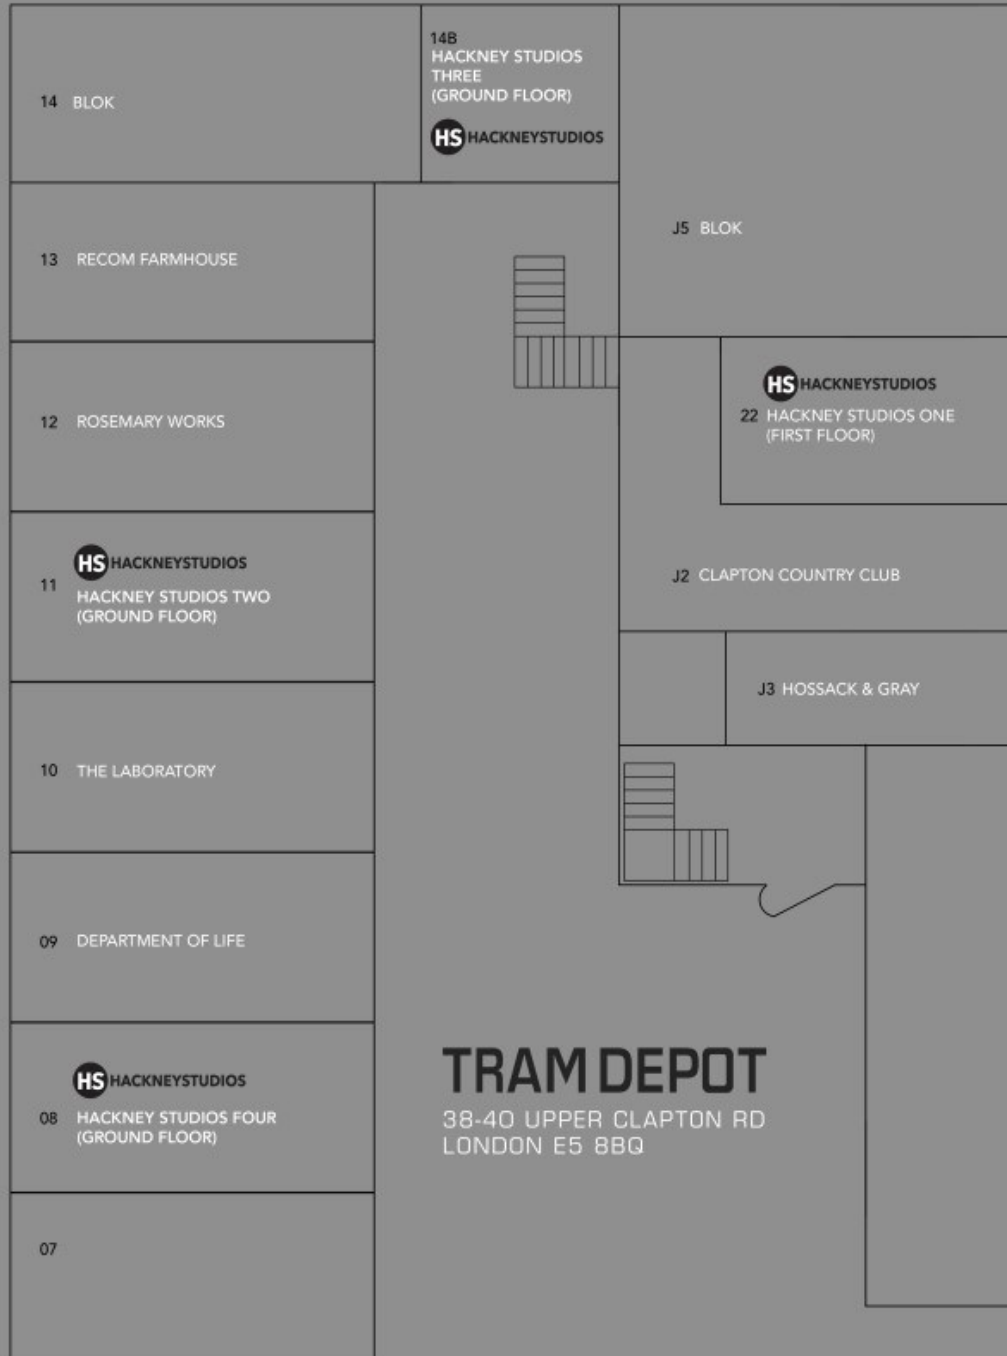 14 BLOK
14B
HACKNEY STUDIOS
THREE
(GROUND FLOOR)
HS HACKNEYSTUDIOS
13 RECOM FARMHOUSE
J5 BLOK
12 ROSEMARY WORKS
HS HACKNEYSTUDIOS
22 HACKNEY STUDIOS ONE
(FIRST FLOOR)
HS HACKNEYSTUDIOS
11 HACKNEY STUDIOS TWO
(GROUND FLOOR)
J2 CLAPTON COUNTRY CLUB
J3 HOSSACK & GRAY
10 THE LABORATORY
09 DEPARTMENT OF LIFE
HS HACKNEYSTUDIOS
08 HACKNEY STUDIOS FOUR
(GROUND FLOOR)
TRAM DEPOT
38-40 UPPER CLAPTON RD
LONDON E5 8BQ
07